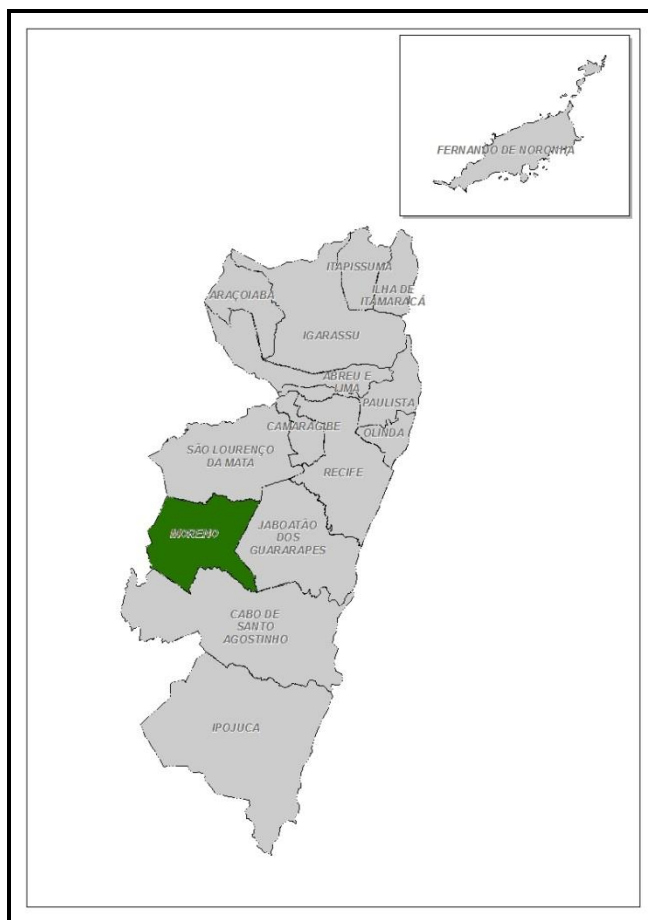 FERNANDO DE NORONHA
ITAPISSUMA
ARAÇOIABA
ILHA DE
ITAMARACÁ
IGARASSU
ABREU E
LIMA
PAULISTA
CAMARAGIBE
OLINDA
SÃO LOURENÇO
DA MATA
RECIFE
MORENO
JABOATÃO
DOS
GUARARAPES
CABO DE
SANTO
AGOSTINHO
IPOJUCA